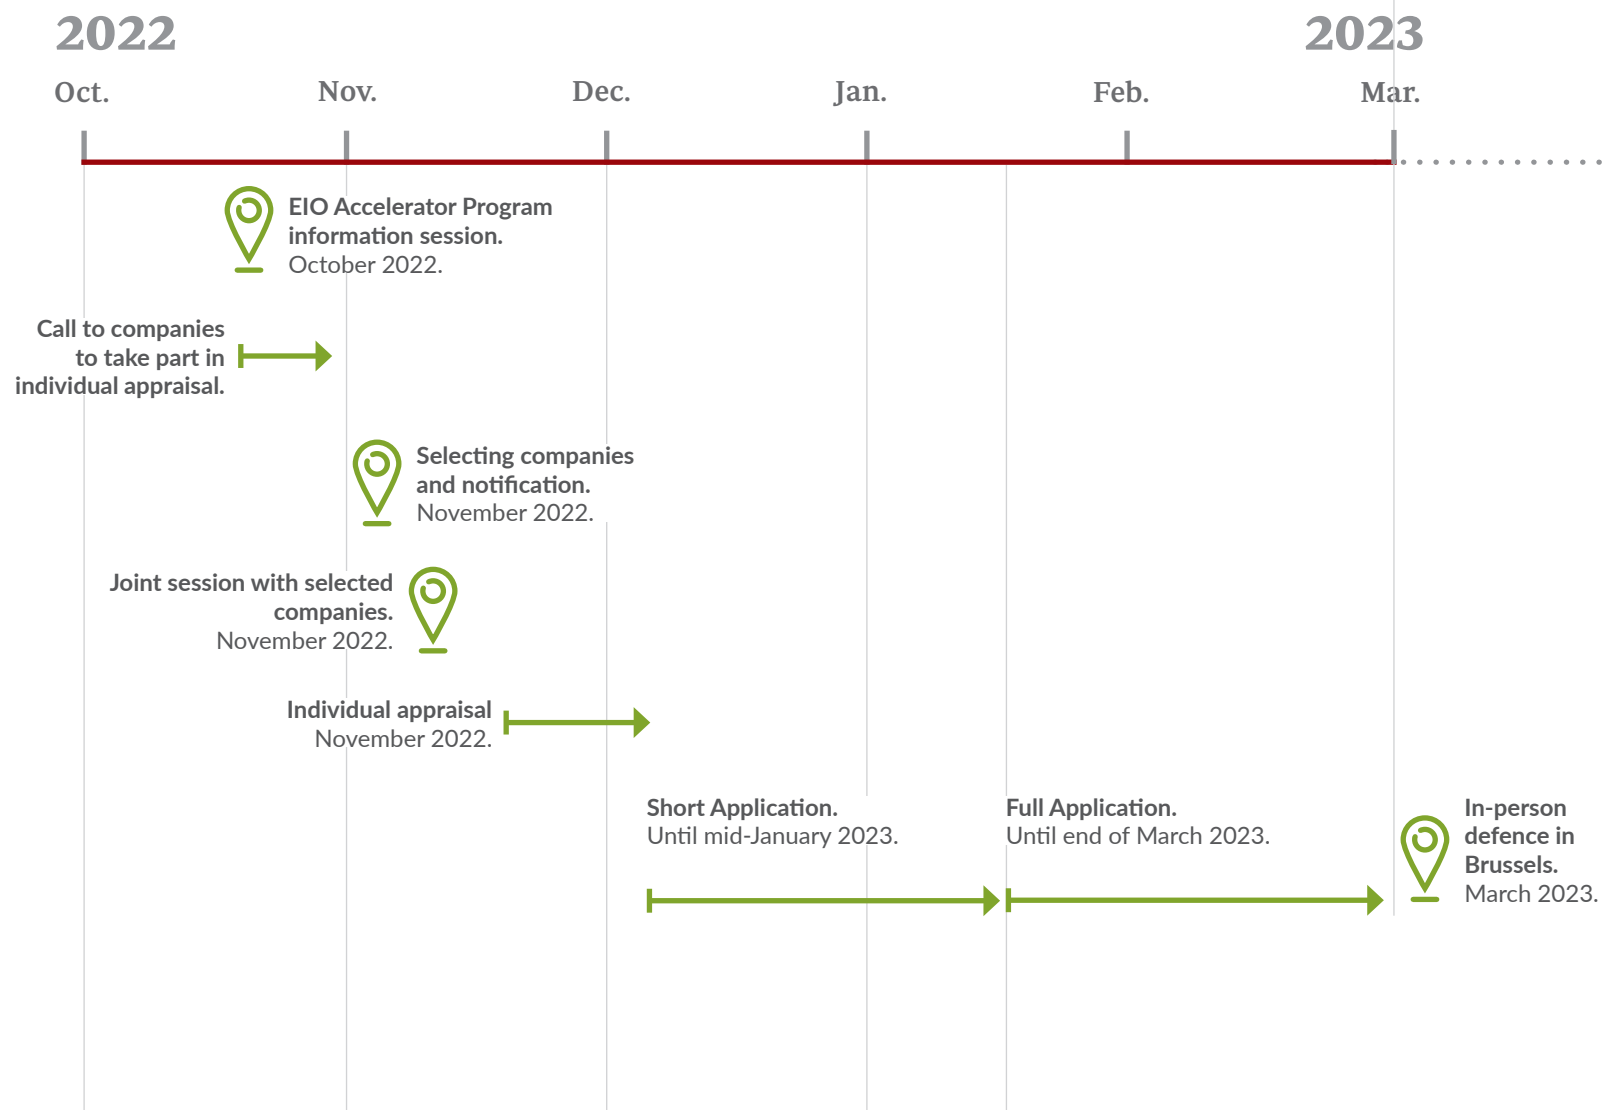 2022
2023
Oct.
Nov.
Dec.
Jan.
Feb.
Mar.
EIO Accelerator Program
information session.
October 2022.
Call to companies
to take part in
individual appraisal.
Selecting companies
and notification.
November 2022.
Joint session with selected
companies.
November 2022.
Individual appraisal
November 2022.
Short Application.
Until mid-January 2023.
Full Application.
Until end of March 2023.
In-person
defence in
Brussels.
March 2023.